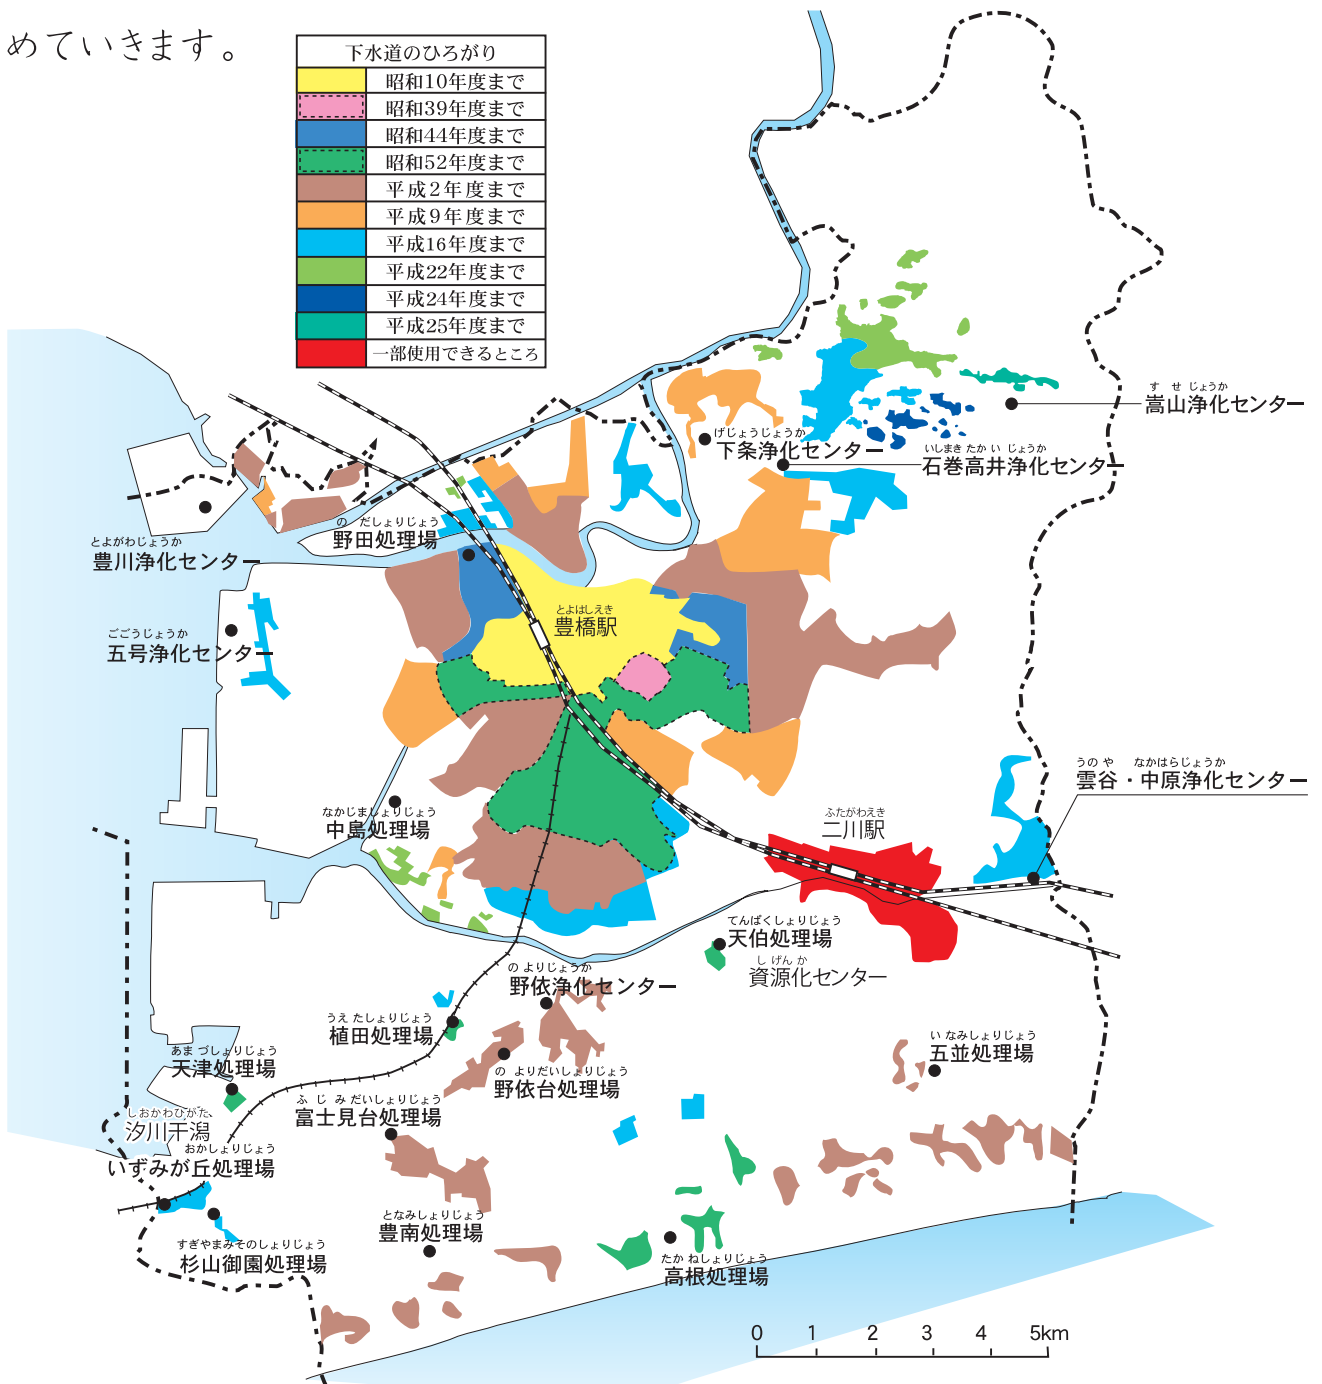 めていきます。
下水道のひろがり
昭和10年度まで
昭和39年度まで
昭和44年度まで
昭和52年度まで
平成2年度まで
平成9年度まで
平成16年度まで
平成22年度まで
平成24年度まで
平成25年度まで
一部使用できるところ
す せ じょうか
嵩山浄化センター
げじょうじょうか
下条浄化センター
いしまき たか い じょうか
石巻高井浄化センター
の だしょりじょう
野田処理場
とよがわじょうか
豊川浄化センター
とよはしえき
豊橋駅
ごごうじょうか
五号浄化センター
うの や なかはらじょうか
雲谷・中原浄化センター
なかじましょりじょう
中島処理場
ふたがわえき
二川駅
てんぱくしょりじょう
天伯処理場
し げん か
資源化センター
の よりじょうか
野依浄化センター
うえ たしょりじょう
植田処理場
い なみしょりじょう
五並処理場
あま づしょりじょう
天津処理場
の よりだいしょりじょう
野依台処理場
ふ じ み だいしょりじょう
富士見台処理場
しおかわひがた
汐川干潟
おかしょりじょう
いずみが丘処理場
となみしょりじょう
豊南処理場
すぎやまみそのしょりじょう
杉山御園処理場
たか ねしょりじょう
高根処理場
0 1 2 3 4 5km